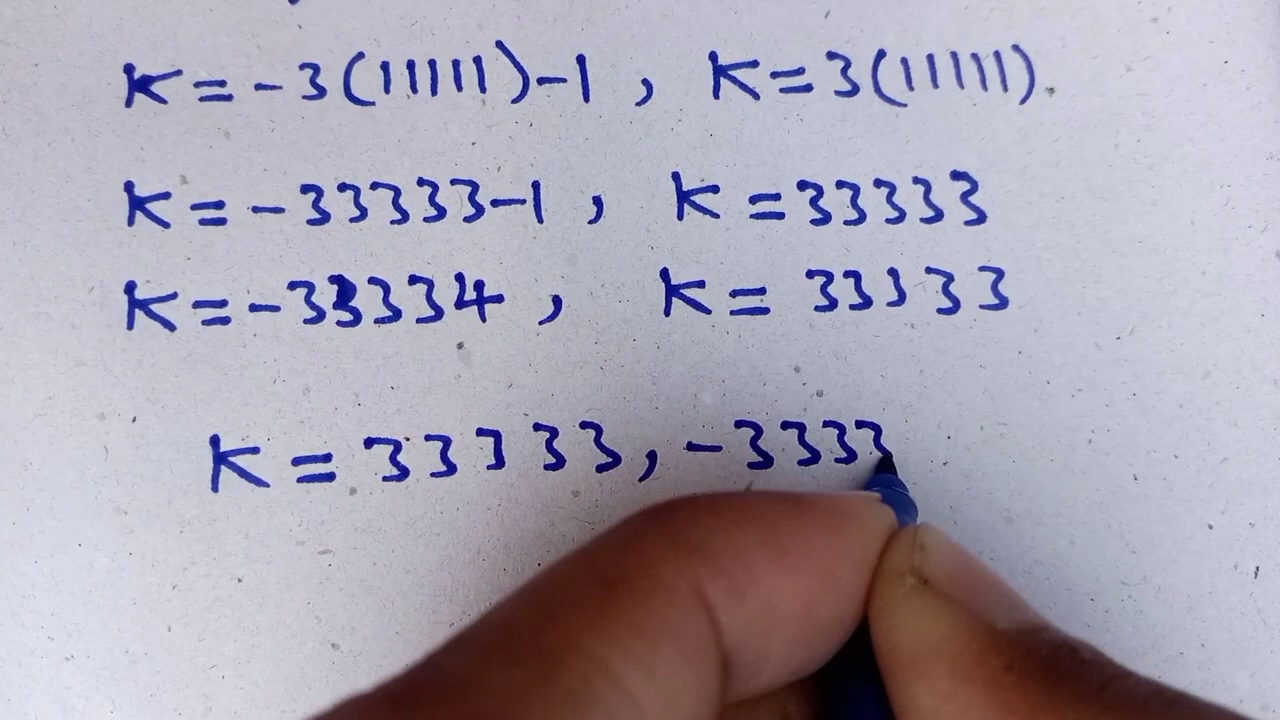 K = -3(11111)-1 , K = 3(11111).
K = -33333-1 , K = 33333
K = -33334 , K = 33333
K = 33333, -3333